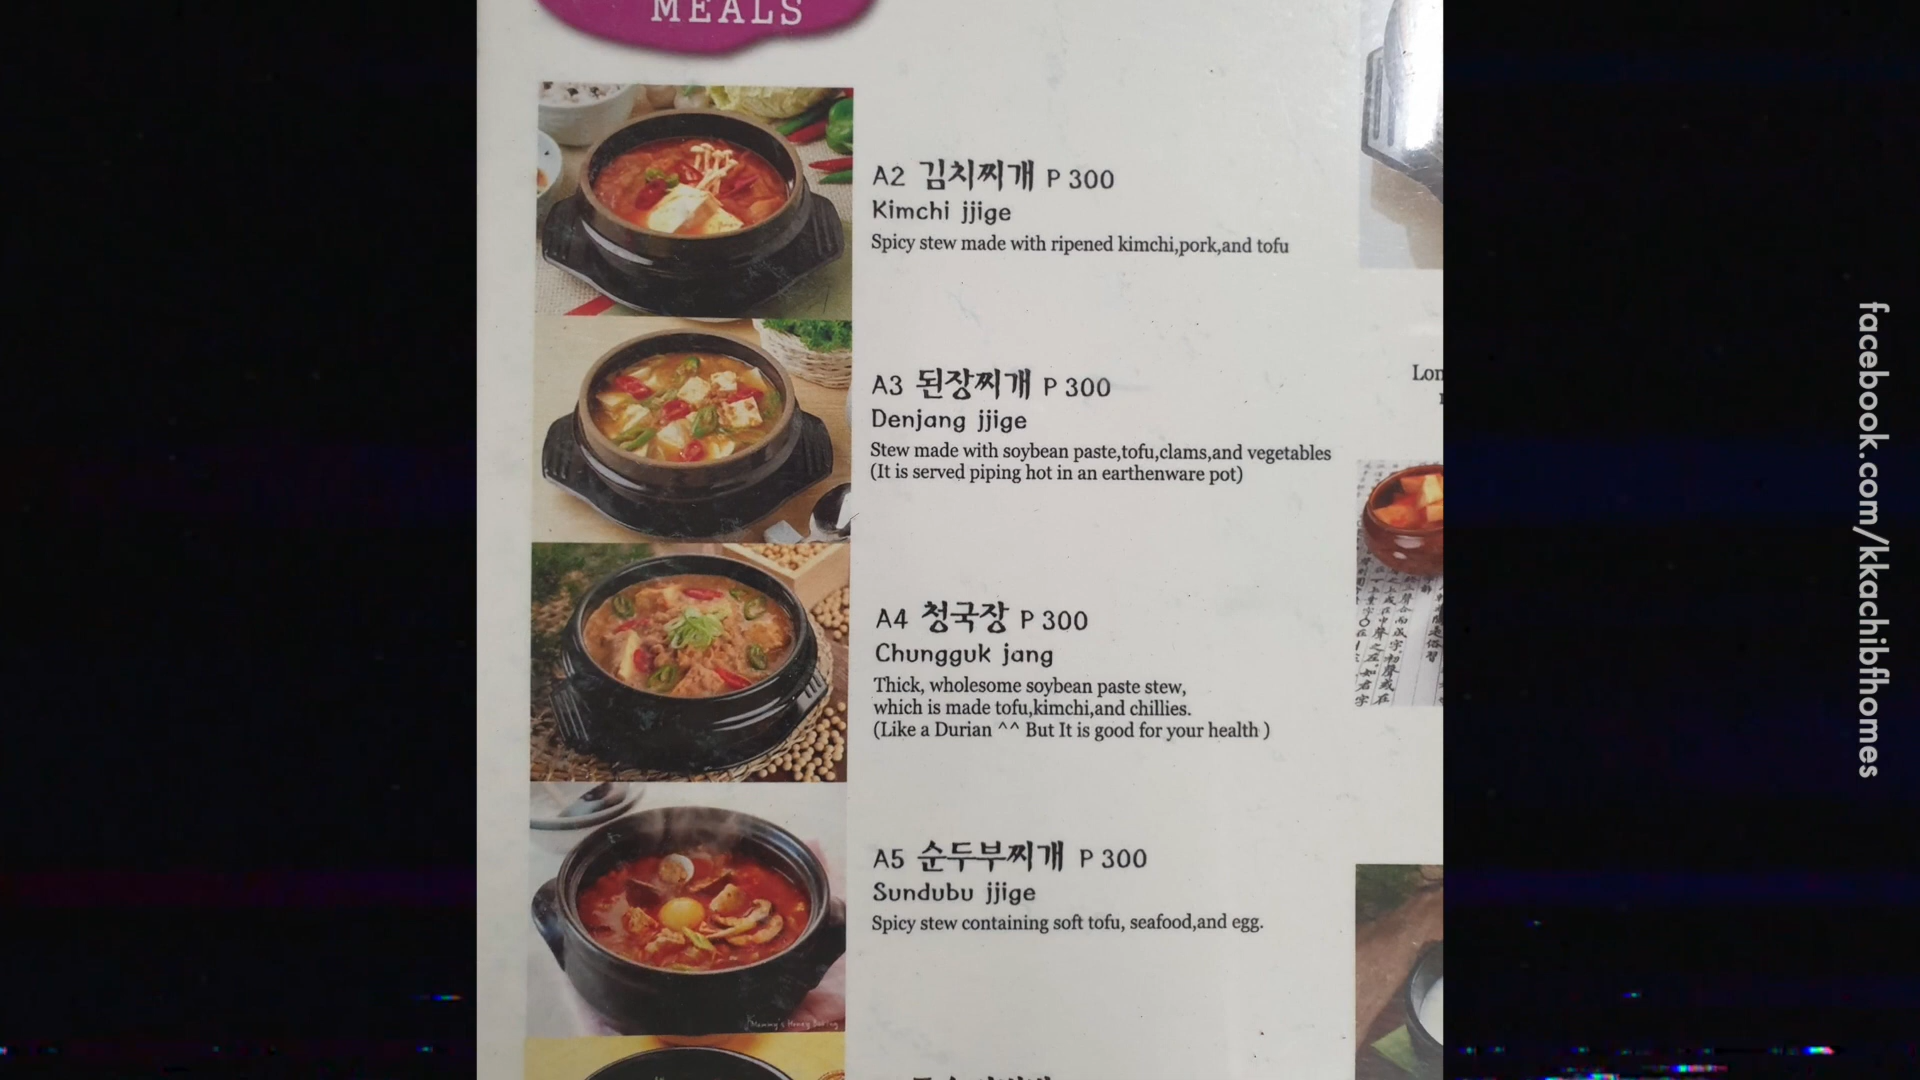 MEALS
A2 김치찌개 P 300
Kimchi jjige
Spicy stew made with ripened kimchi,pork,and tofu
A3 된장찌개 P 300
Denjang jjige
Stew made with soybean paste,tofu,clams,and vegetables
(It is served piping hot in an earthenware pot)
A4 청국장 P 300
Chungguk jang
Thick, wholesome soybean paste stew,
which is made tofu,kimchi,and chillies.
(Like a Durian ^^ But It is good for your health )
A5 순두부찌개 P 300
Sundubu jjige
Spicy stew containing soft tofu, seafood,and egg.
Lon
facebook.com/kkachibfhomes